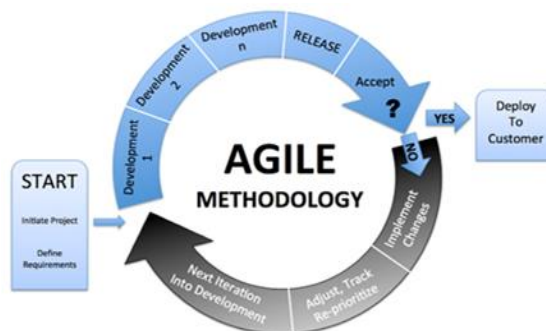 START
Initiate Project
Define
Requirements
Development
1
Development
2
Development
n
RELEASE
Accept
?
YES
Deploy
To
Customer
NO
Implement
Changes
Adjust, Track
Re-prioritize
Next Iteration
Into Development
AGILE
METHODOLOGY